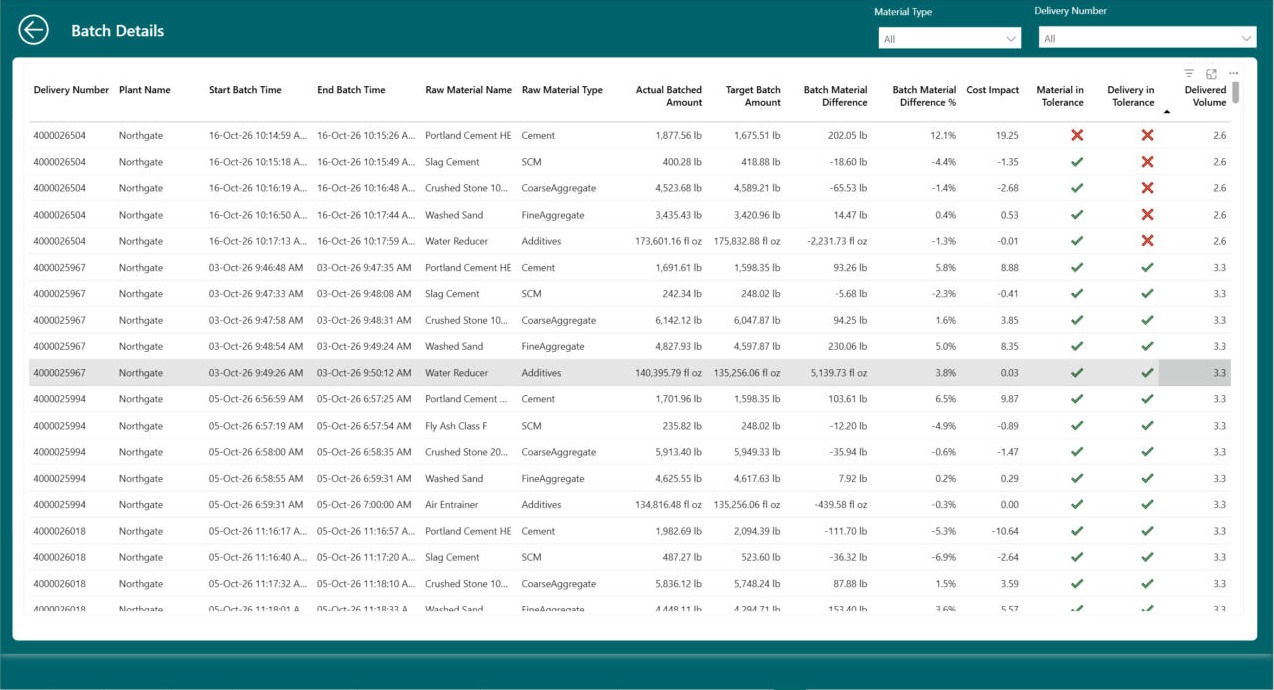 Batch Details
Material Type
All
Delivery Number
All
Delivery Number Plant Name Start Batch Time End Batch Time Raw Material Name Raw Material Type Actual Batched Amount Target Batch Amount Batch Material Difference Batch Material Difference % Cost Impact Material in Tolerance Delivery in Tolerance Delivered Volume
4000026504 Northgate 16-Oct-26 10:14:59 A... 16-Oct-26 10:15:26 A... Portland Cement HE Cement 1,877.56 lb 1,675.51 lb 202.05 lb 12.1% 19.25 2.6
4000026504 Northgate 16-Oct-26 10:15:18 A... 16-Oct-26 10:15:49 A... Slag Cement SCM 400.28 lb 418.88 lb -18.60 lb -4.4% -1.35 2.6
4000026504 Northgate 16-Oct-26 10:16:19 A... 16-Oct-26 10:16:48 A... Crushed Stone 10... CoarseAggregate 4,523.68 lb 4,589.21 lb -65.53 lb -1.4% -2.68 2.6
4000026504 Northgate 16-Oct-26 10:16:50 A... 16-Oct-26 10:17:44 A... Washed Sand FineAggregate 3,435.43 lb 3,420.96 lb 14.47 lb 0.4% 0.53 2.6
4000026504 Northgate 16-Oct-26 10:17:13 A... 16-Oct-26 10:17:59 A... Water Reducer Additives 173,601.16 fl oz 175,832.88 fl oz -2,231.73 fl oz -1.3% -0.01 2.6
4000025967 Northgate 03-Oct-26 9:46:48 AM 03-Oct-26 9:47:35 AM Portland Cement HE Cement 1,691.61 lb 1,598.35 lb 93.26 lb 5.8% 8.88 3.3
4000025967 Northgate 03-Oct-26 9:47:33 AM 03-Oct-26 9:48:08 AM Slag Cement SCM 242.34 lb 248.02 lb -5.68 lb -2.3% -0.41 3.3
4000025967 Northgate 03-Oct-26 9:47:58 AM 03-Oct-26 9:48:31 AM Crushed Stone 10... CoarseAggregate 6,142.12 lb 6,047.87 lb 94.25 lb 1.6% 3.85 3.3
4000025967 Northgate 03-Oct-26 9:48:54 AM 03-Oct-26 9:49:24 AM Washed Sand FineAggregate 4,827.93 lb 4,597.87 lb 230.06 lb 5.0% 8.35 3.3
4000025967 Northgate 03-Oct-26 9:49:26 AM 03-Oct-26 9:50:12 AM Water Reducer Additives 140,395.79 fl oz 135,256.06 fl oz 5,139.73 fl oz 3.8% 0.03 3.3
4000025994 Northgate 05-Oct-26 6:56:59 AM 05-Oct-26 6:57:25 AM Portland Cement ... Cement 1,701.96 lb 1,598.35 lb 103.61 lb 6.5% 9.87 3.3
4000025994 Northgate 05-Oct-26 6:57:19 AM 05-Oct-26 6:57:54 AM Fly Ash Class F SCM 235.82 lb 248.02 lb -12.20 lb -4.9% -0.89 3.3
4000025994 Northgate 05-Oct-26 6:58:00 AM 05-Oct-26 6:58:35 AM Crushed Stone 20... CoarseAggregate 5,913.40 lb 5,949.33 lb -35.94 lb -0.6% -1.47 3.3
4000025994 Northgate 05-Oct-26 6:58:55 AM 05-Oct-26 6:59:31 AM Washed Sand FineAggregate 4,625.55 lb 4,617.63 lb 7.92 lb 0.2% 0.29 3.3
4000025994 Northgate 05-Oct-26 6:59:31 AM 05-Oct-26 7:00:00 AM Air Entrainer Additives 134,816.48 fl oz 135,256.06 fl oz -439.58 fl oz -0.3% 0.00 3.3
4000026018 Northgate 05-Oct-26 11:16:17 A... 05-Oct-26 11:16:57 A... Portland Cement HE Cement 1,982.69 lb 2,094.39 lb -111.70 lb -5.3% -10.64 3.3
4000026018 Northgate 05-Oct-26 11:16:40 A... 05-Oct-26 11:17:20 A... Slag Cement SCM 487.27 lb 523.60 lb -36.32 lb -6.9% -2.64 3.3
4000026018 Northgate 05-Oct-26 11:17:32 A... 05-Oct-26 11:18:10 A... Crushed Stone 10... CoarseAggregate 5,836.12 lb 5,748.24 lb 87.88 lb 1.5% 3.59 3.3
4000026018 Northgate 05-Oct-26 11:18:01 A... 05-Oct-26 11:18:33 A... Washed Sand FineAggregate 4,448.11 lb 4,294.71 lb 153.40 lb 3.6% 5.57 3.3